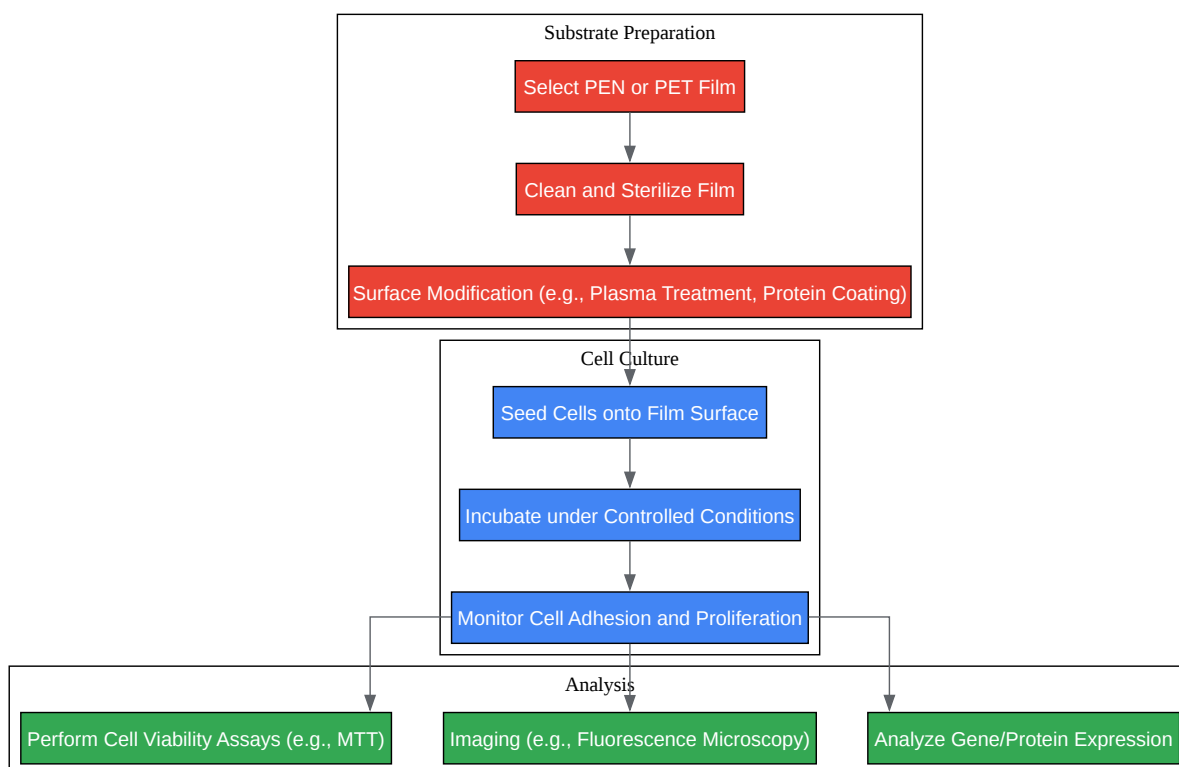 Substrate Preparation
Select PEN or PET Film
Clean and Sterilize Film
Surface Modification (e.g., Plasma Treatment, Protein Coating)
Cell Culture
Seed Cells onto Film Surface
Incubate under Controlled Conditions
Monitor Cell Adhesion and Proliferation
Analysis
Perform Cell Viability Assays (e.g., MTT)
Imaging (e.g., Fluorescence Microscopy)
Analyze Gene/Protein Expression